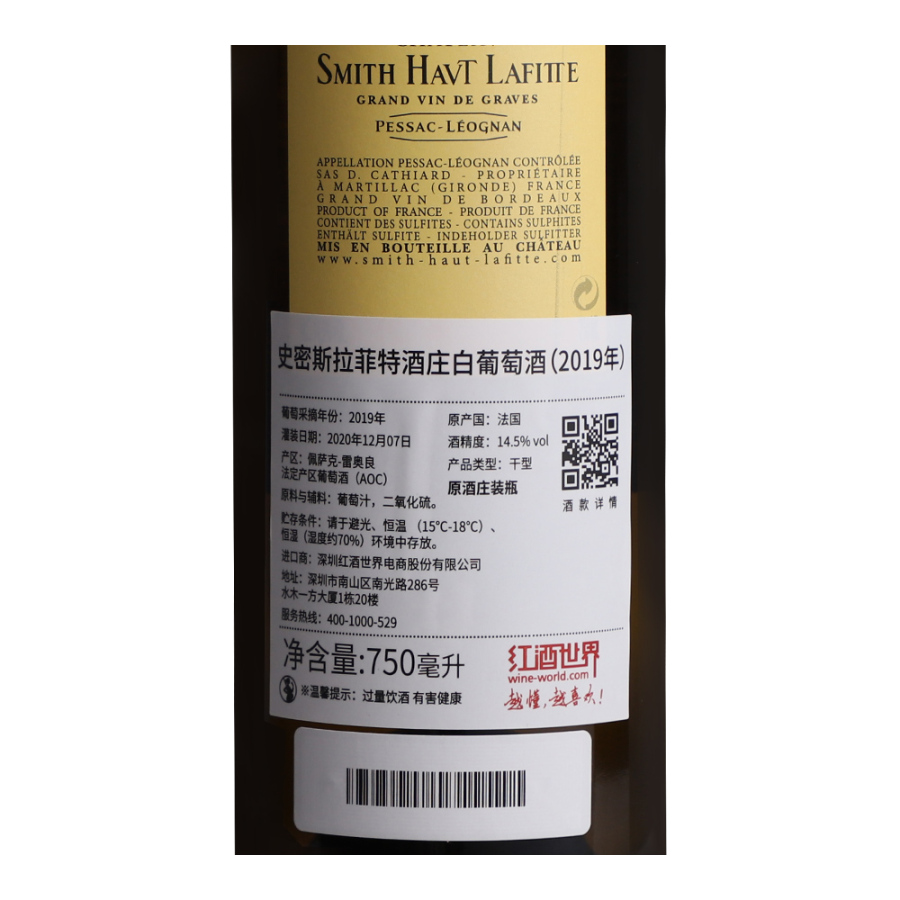 SMITH HAUT LAFITTE
GRAND VIN DE GRAVES
PESSAC-LÉOGNAN
APPELLATION PESSAC-LÉOGNAN CONTRÔLÉE
SAS D. CATHIARD - PROPRIÉTAIRE
À MARTILLAC (GIRONDE) FRANCE
GRAND VIN DE BORDEAUX
PRODUCT OF FRANCE - PRODUIT DE FRANCE
CONTIENT DES SULFITES - CONTAINS SULPHITES
ENTHÄLT SULFITE - INDEHOLDER SULFITTER
MIS EN BOUTEILLE AU CHÂTEAU
www.smith-haut-lafitte.com
史密斯拉菲特酒庄白葡萄酒(2019年)
葡萄采摘年份：2019年
灌装日期：2020年12月07日
产区：佩萨克-雷奥良
法定产区葡萄酒（AOC）
原料与辅料：葡萄汁，二氧化硫。
原产国：法国
酒精度：14.5% vol
产品类型：干型
原酒庄装瓶
酒款详情
贮存条件：请于避光、恒温（15°C-18°C）、
恒湿（湿度约70%）环境中存放。
进口商：深圳红酒世界电商股份有限公司
地址：深圳市南山区南光路286号
水木一方大厦1栋20楼
服务热线：400-1000-529
净含量:750毫升
※温馨提示：过量饮酒 有害健康
红酒世界
wine-world.com
越懂,越喜欢!